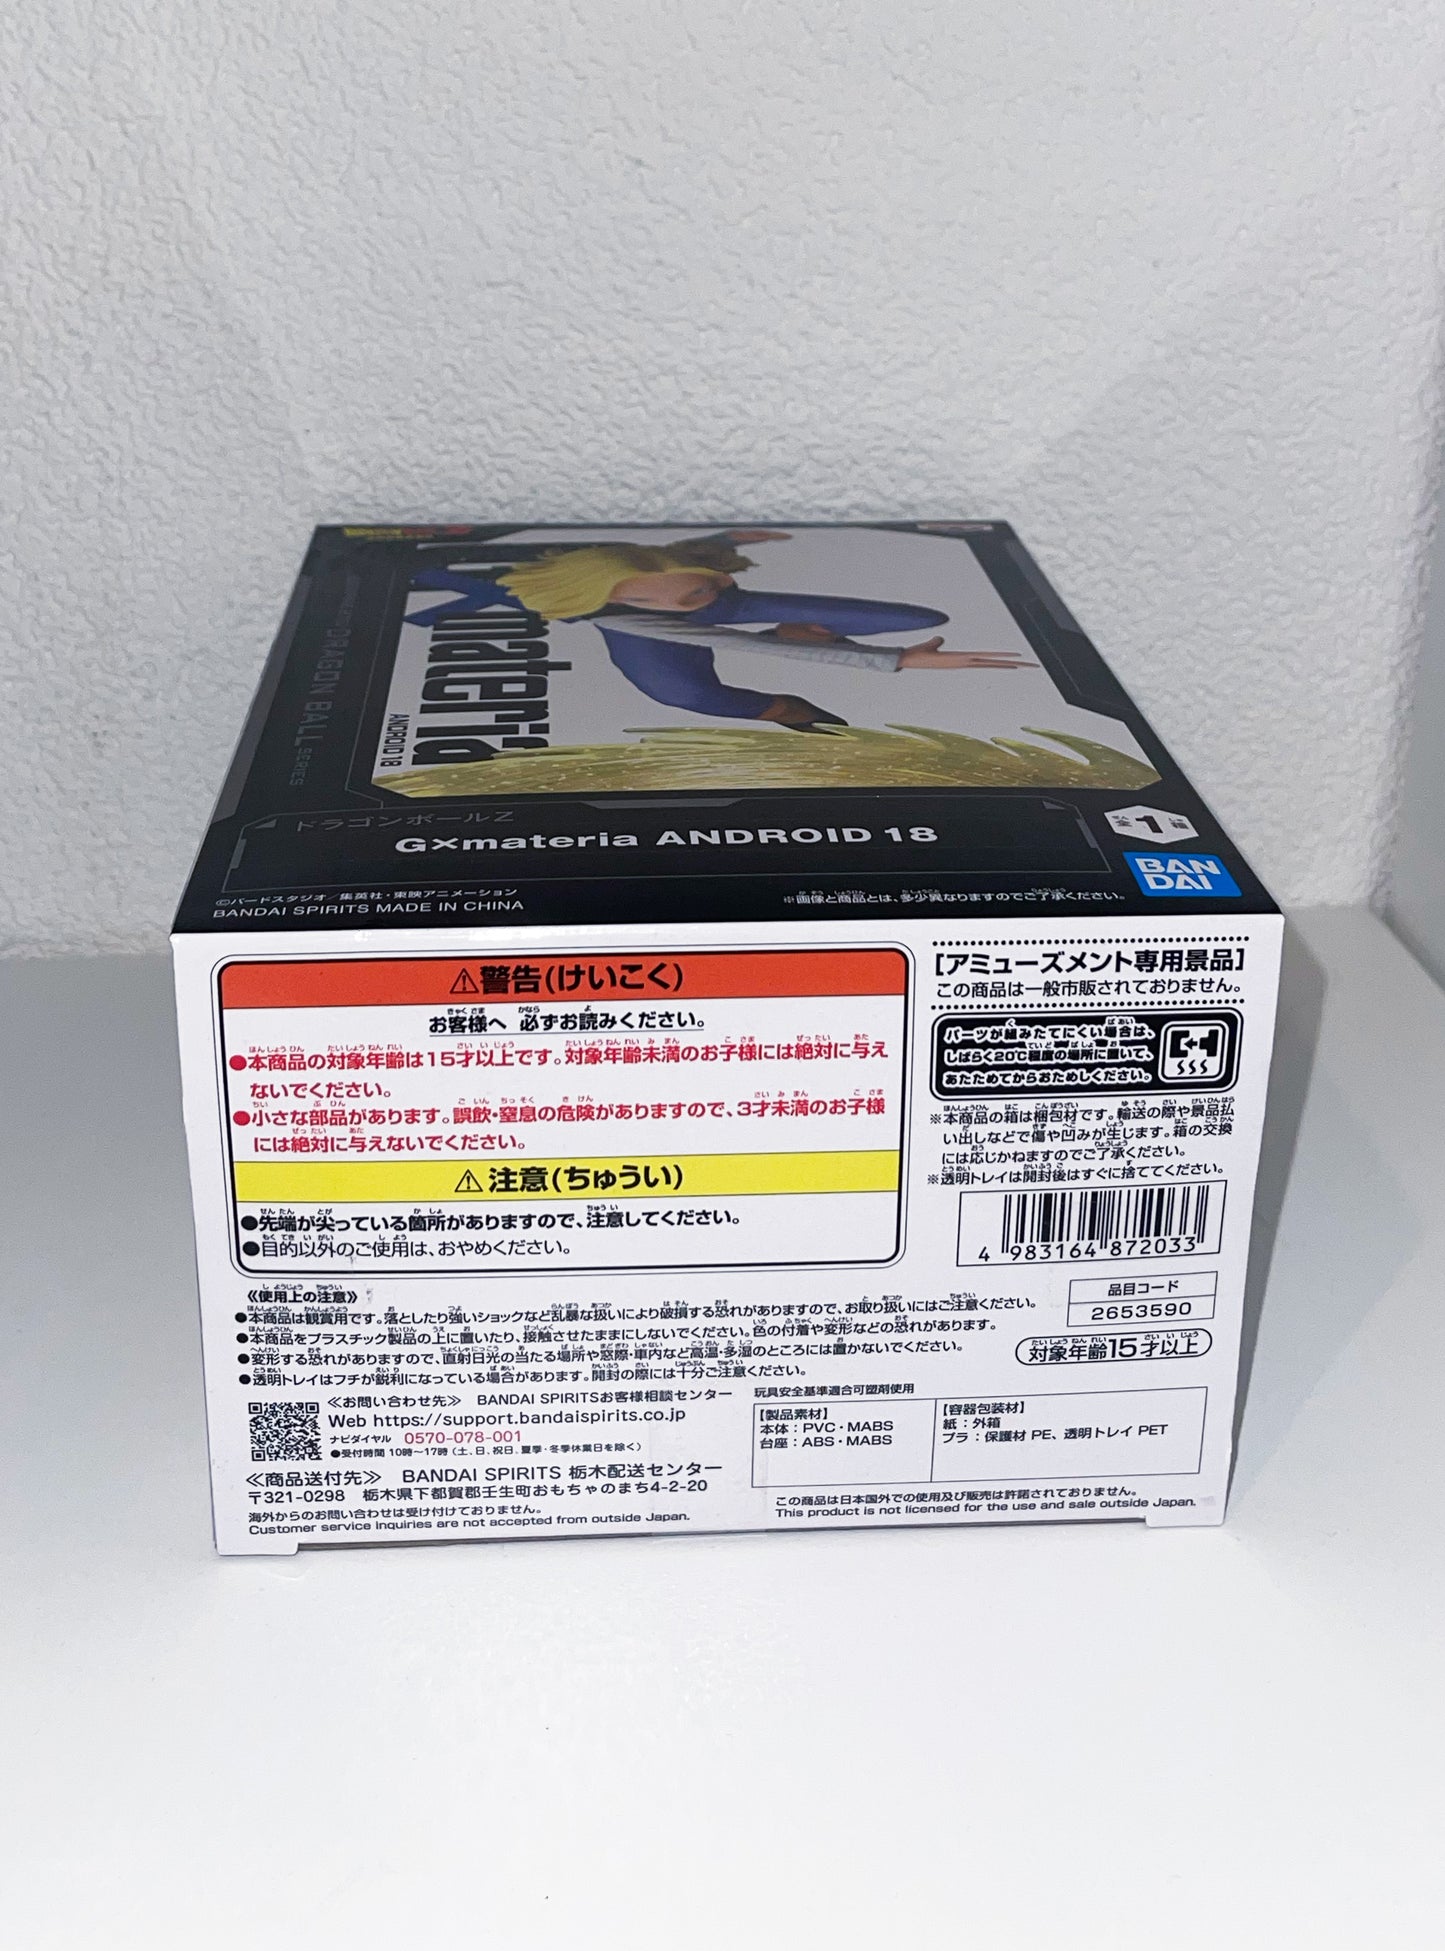 materia
ANDROID 18
DRAGON BALL SERIES
ドラゴンボールZ
G×materia ANDROID 18
全1種
BAN
DAI
©バードスタジオ/集英社・東映アニメーション
BANDAI SPIRITS MADE IN CHINA
※画像と商品とは、多少異なりますのでご了承ください。
⚠警告(けいこく)
お客様へ 必ずお読みください。
●本商品の対象年齢は15才以上です。対象年齢未満のお子様には絶対に与え
ないでください。
●小さな部品があります。誤飲・窒息の危険がありますので、3才未満のお子様
には絶対に与えないでください。
⚠注意(ちゅうい)
●先端が尖っている箇所がありますので、注意してください。
●目的以外のご使用は、おやめください。
[アミューズメント専用景品]
この商品は一般市販されておりません。
パーツが組みたてにくい場合は、
しばらく20℃程度の場所に置いて、
あたためてからおためしください。
※本商品の箱は梱包材です。輸送の際や景品払
い出しなどで傷や凹みが生じます。箱の交換
には応じかねますのでご了承ください。
※透明トレイは開封後はすぐに捨ててください。
4 983164 872033
品目コード
2653590
対象年齢15才以上
《使用上の注意》
●本商品は観賞用です。落としたり強いショックなど乱暴な扱いにより破損する恐れがありますので、お取り扱いにはご注意ください。
●本商品をプラスチック製品の上に置いたり、接触させたままにしないでください。色の付着や変形などの恐れがあります。
●変形する恐れがありますので、直射日光の当たる場所や窓際・車内など高温・多湿のところには置かないでください。
●透明トレイはフチが鋭利になっている場合があります。開封の際には十分ご注意ください。
≪お問い合わせ先≫ BANDAI SPIRITSお客様相談センター
Web https://support.bandaispirits.co.jp
ナビダイヤル 0570-078-001
●受付時間 10時～17時(土、日、祝日、夏季・冬季休業日を除く)
≪商品送付先≫ BANDAI SPIRITS 栃木配送センター
〒321-0298 栃木県下都賀郡壬生町おもちゃのまち4-2-20
海外からのお問い合わせは受け付けておりません。
Customer service inquiries are not accepted from outside Japan.
玩具安全基準適合可塑剤使用
【製品素材】
本体：PVC・MABS
台座：ABS・MABS
【容器包装材】
紙：外箱
プラ：保護材 PE、透明トレイ PET
この商品は日本国外での使用及び販売は許諾されておりません。
This product is not licensed for the use and sale outside Japan.